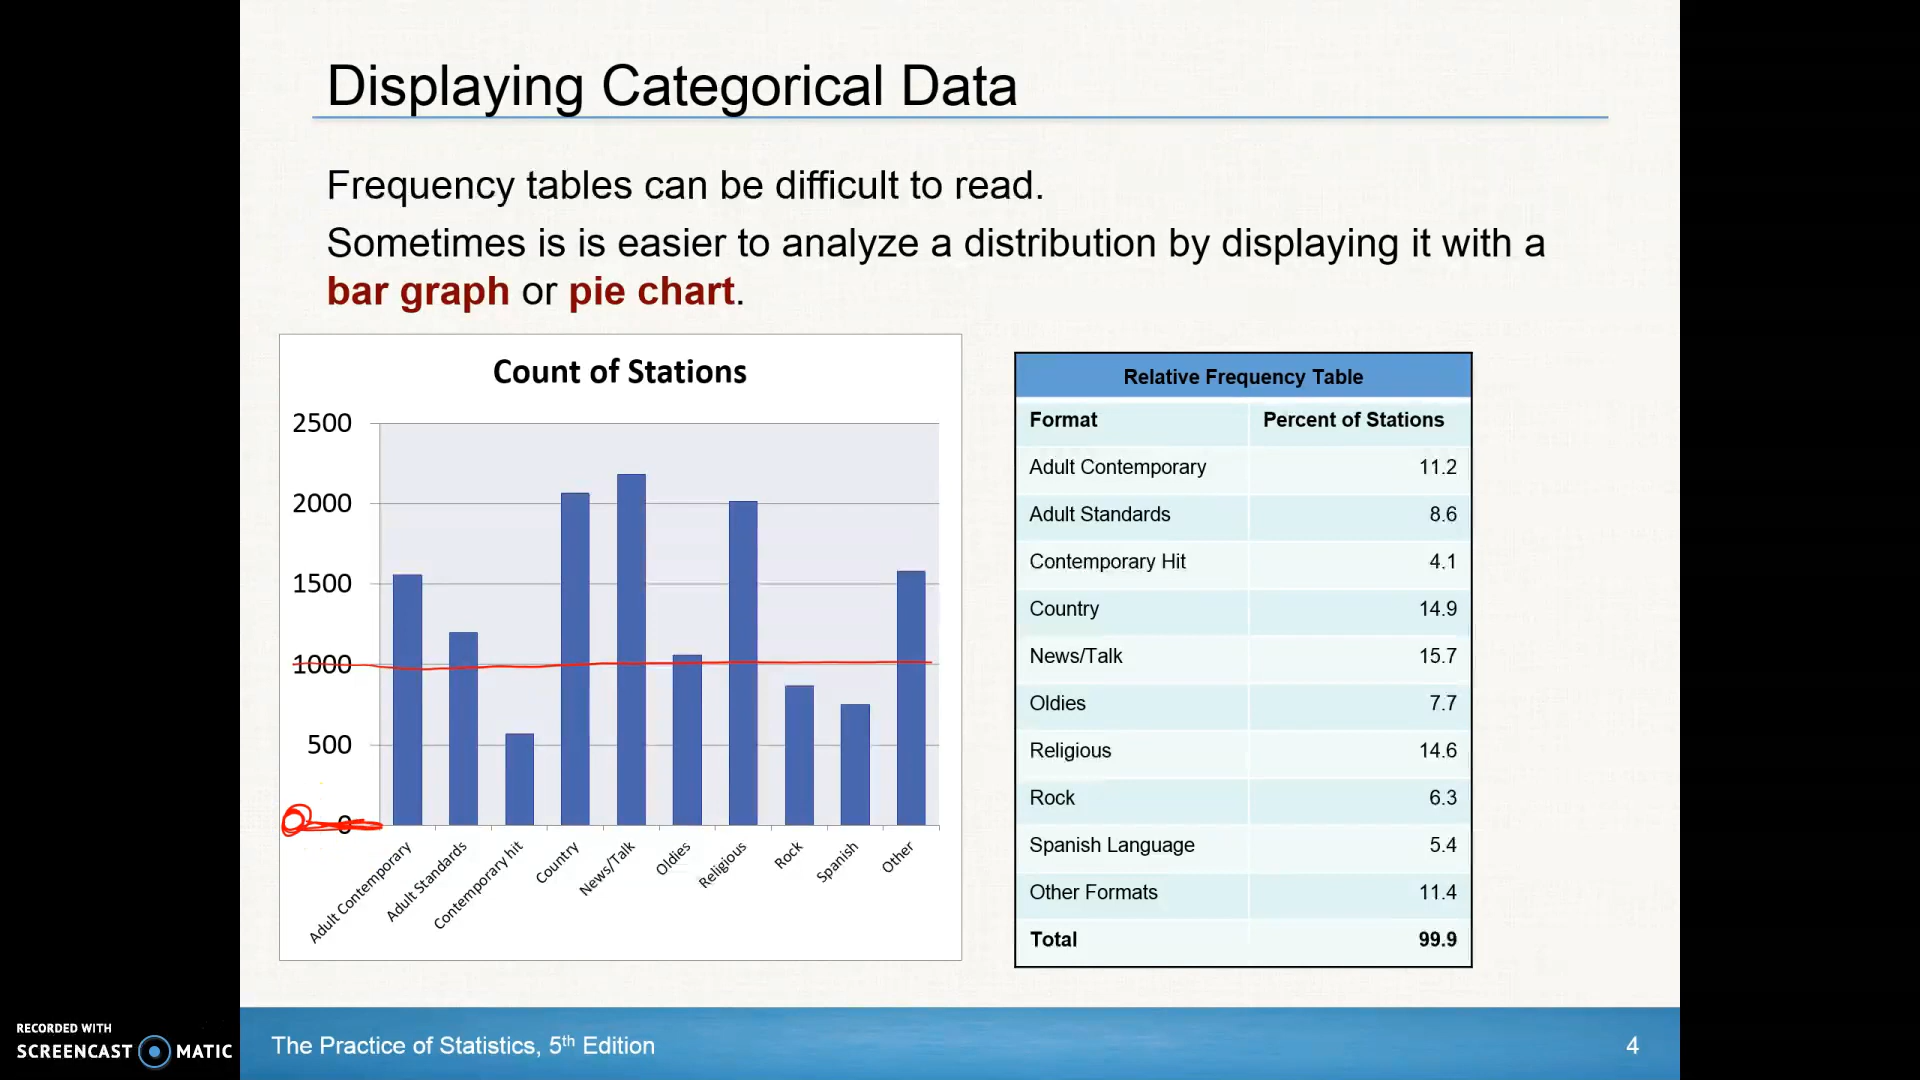 Displaying Categorical Data
Frequency tables can be difficult to read.
Sometimes is is easier to analyze a distribution by displaying it with a
bar graph or pie chart.
Count of Stations
2500
2000
1500
1000
500
0
Adult Contemporary
Adult Standards
Contemporary hit
Country
News/Talk
Oldies
Religious
Rock
Spanish
Other
Relative Frequency Table
Format Percent of Stations
Adult Contemporary 11.2
Adult Standards 8.6
Contemporary Hit 4.1
Country 14.9
News/Talk 15.7
Oldies 7.7
Religious 14.6
Rock 6.3
Spanish Language 5.4
Other Formats 11.4
Total 99.9
RECORDED WITH
SCREENCAST MATIC
The Practice of Statistics, 5th Edition
4